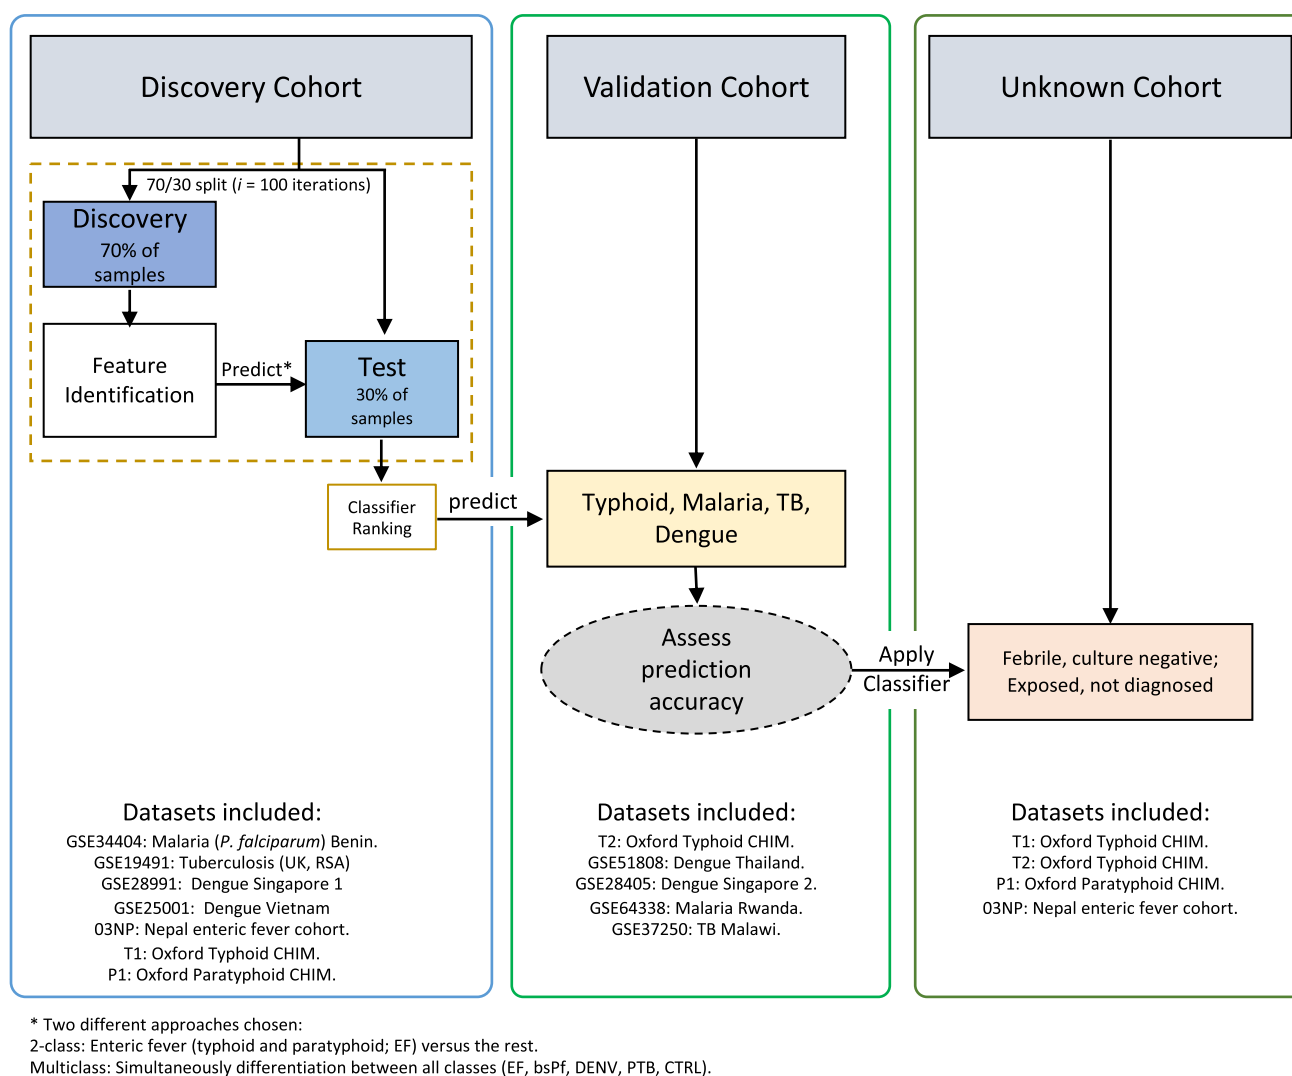 Discovery Cohort
70/30 split (i = 100 iterations)
Discovery
70% of
samples
Feature
Identification
Predict*
Test
30% of
samples
Classifier
Ranking
predict
Validation Cohort
Typhoid, Malaria, TB,
Dengue
Assess
prediction
accuracy
Apply
Classifier
Unknown Cohort
Febrile, culture negative;
Exposed, not diagnosed
Datasets included:
GSE34404: Malaria (P. falciparum) Benin.
GSE19491: Tuberculosis (UK, RSA)
GSE28991:  Dengue Singapore 1
GSE25001:  Dengue Vietnam
03NP: Nepal enteric fever cohort.
T1: Oxford Typhoid CHIM.
P1: Oxford Paratyphoid CHIM.
Datasets included:
T2: Oxford Typhoid CHIM.
GSE51808: Dengue Thailand.
GSE28405: Dengue Singapore 2.
GSE64338: Malaria Rwanda.
GSE37250: TB Malawi.
Datasets included:
T1: Oxford Typhoid CHIM.
T2: Oxford Typhoid CHIM.
P1: Oxford Paratyphoid CHIM.
03NP: Nepal enteric fever cohort.
* Two different approaches chosen:
2-class: Enteric fever (typhoid and paratyphoid; EF) versus the rest.
Multiclass: Simultaneously differentiation between all classes (EF, bsPf, DENV, PTB, CTRL).